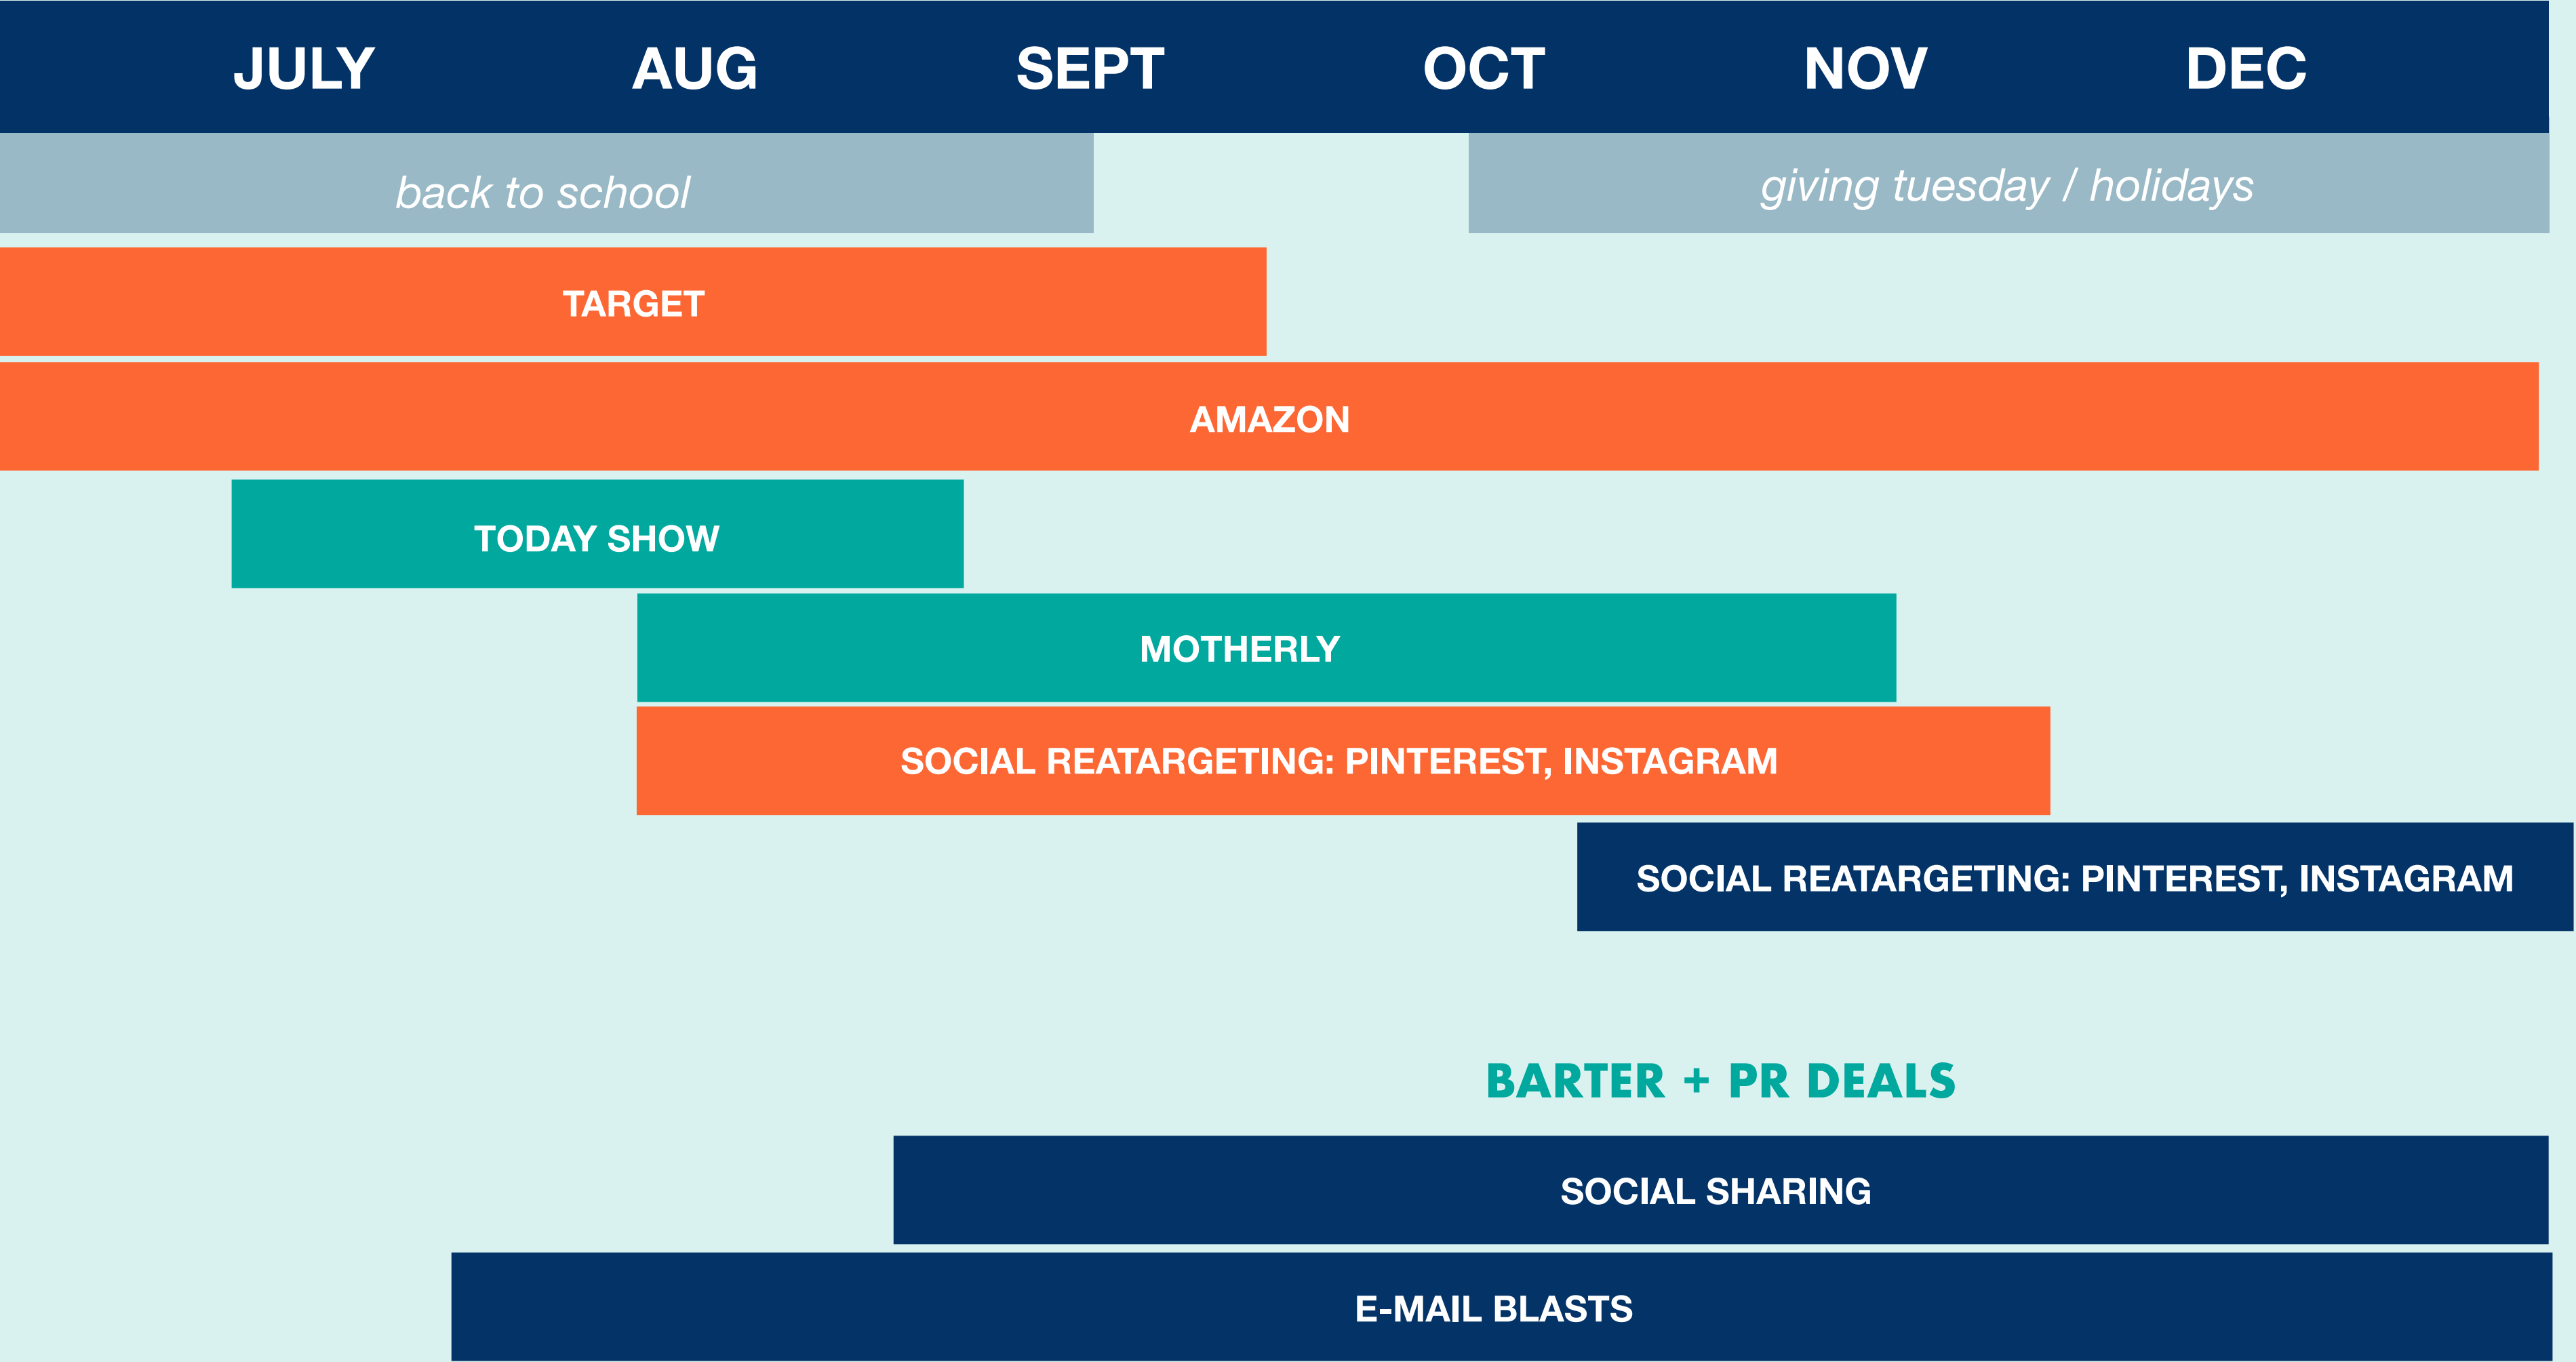 JULY AUG SEPT OCT NOV DEC
back to school giving tuesday / holidays
TARGET
AMAZON
TODAY SHOW
MOTHERLY
SOCIAL REATARGETING: PINTEREST, INSTAGRAM
SOCIAL REATARGETING: PINTEREST, INSTAGRAM
BARTER + PR DEALS
SOCIAL SHARING
E-MAIL BLASTS